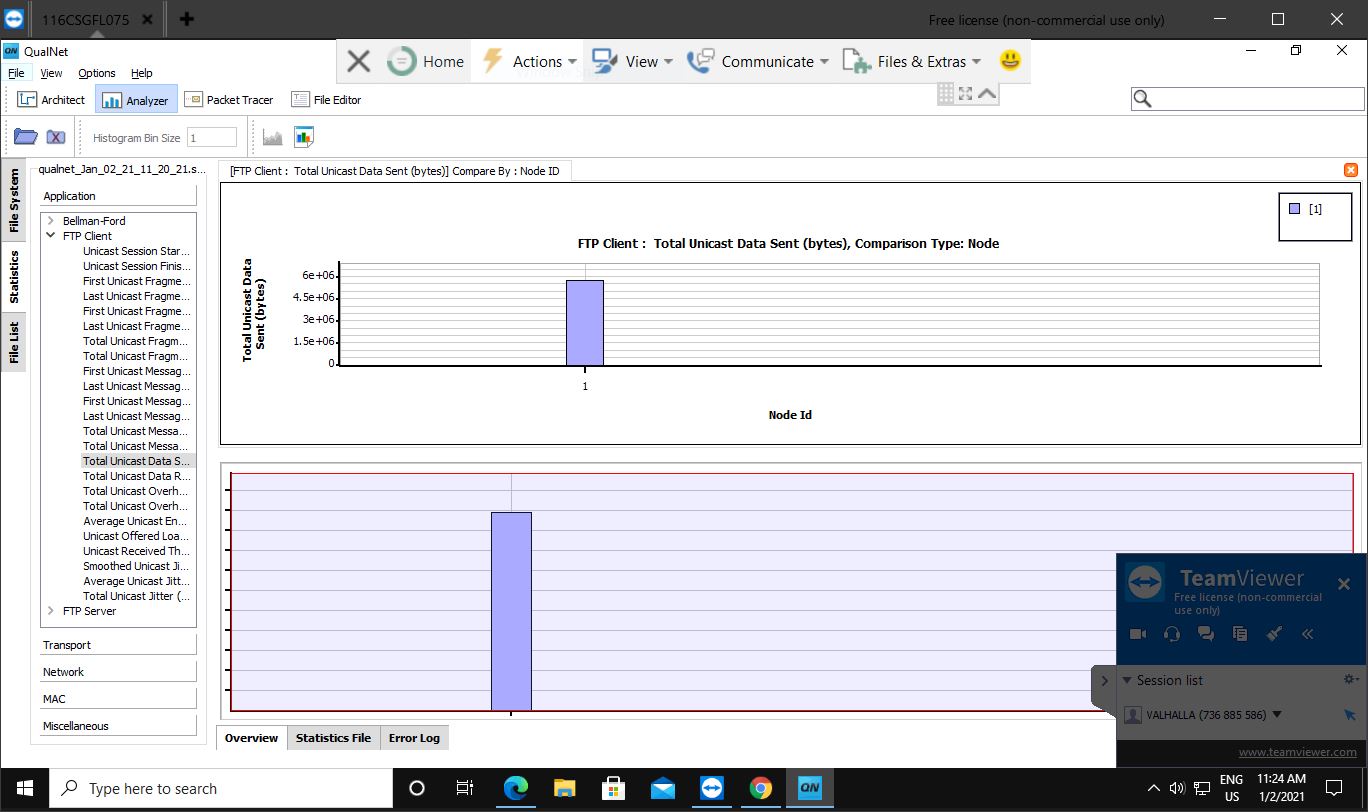 116CSGFL075
Free license (non-commercial use only)
QualNet
File View Options Help
Home Actions View Communicate Files & Extras
Architect Analyzer Packet Tracer File Editor
Histogram Bin Size 1
File System
Statistics
File List
qualnet_Jan_02_21_11_20_21.s...
Application
Bellman-Ford
FTP Client
Unicast Session Star...
Unicast Session Finis...
First Unicast Fragme...
Last Unicast Fragme...
First Unicast Fragme...
Last Unicast Fragme...
Total Unicast Fragm...
Total Unicast Fragm...
First Unicast Messag...
Last Unicast Messag...
First Unicast Messag...
Last Unicast Messag...
Total Unicast Messa...
Total Unicast Messa...
Total Unicast Data S...
Total Unicast Data R...
Total Unicast Overh...
Total Unicast Overh...
Average Unicast En...
Unicast Offered Loa...
Unicast Received Th...
Smoothed Unicast Ji...
Average Unicast Jitt...
Total Unicast Jitter (...
FTP Server
Transport
Network
MAC
Miscellaneous
[FTP Client : Total Unicast Data Sent (bytes)] Compare By : Node ID
[1]
FTP Client : Total Unicast Data Sent (bytes), Comparison Type: Node
Total Unicast Data
Sent (bytes)
6e+06
4.5e+06
3e+06
1.5e+06
0
1
Node Id
Overview Statistics File Error Log
TeamViewer
Free license (non-commercial
use only)
Session list
VALHALLA (736 885 586)
www.teamviewer.com
Type here to search
ENG
US
11:24 AM
1/2/2021